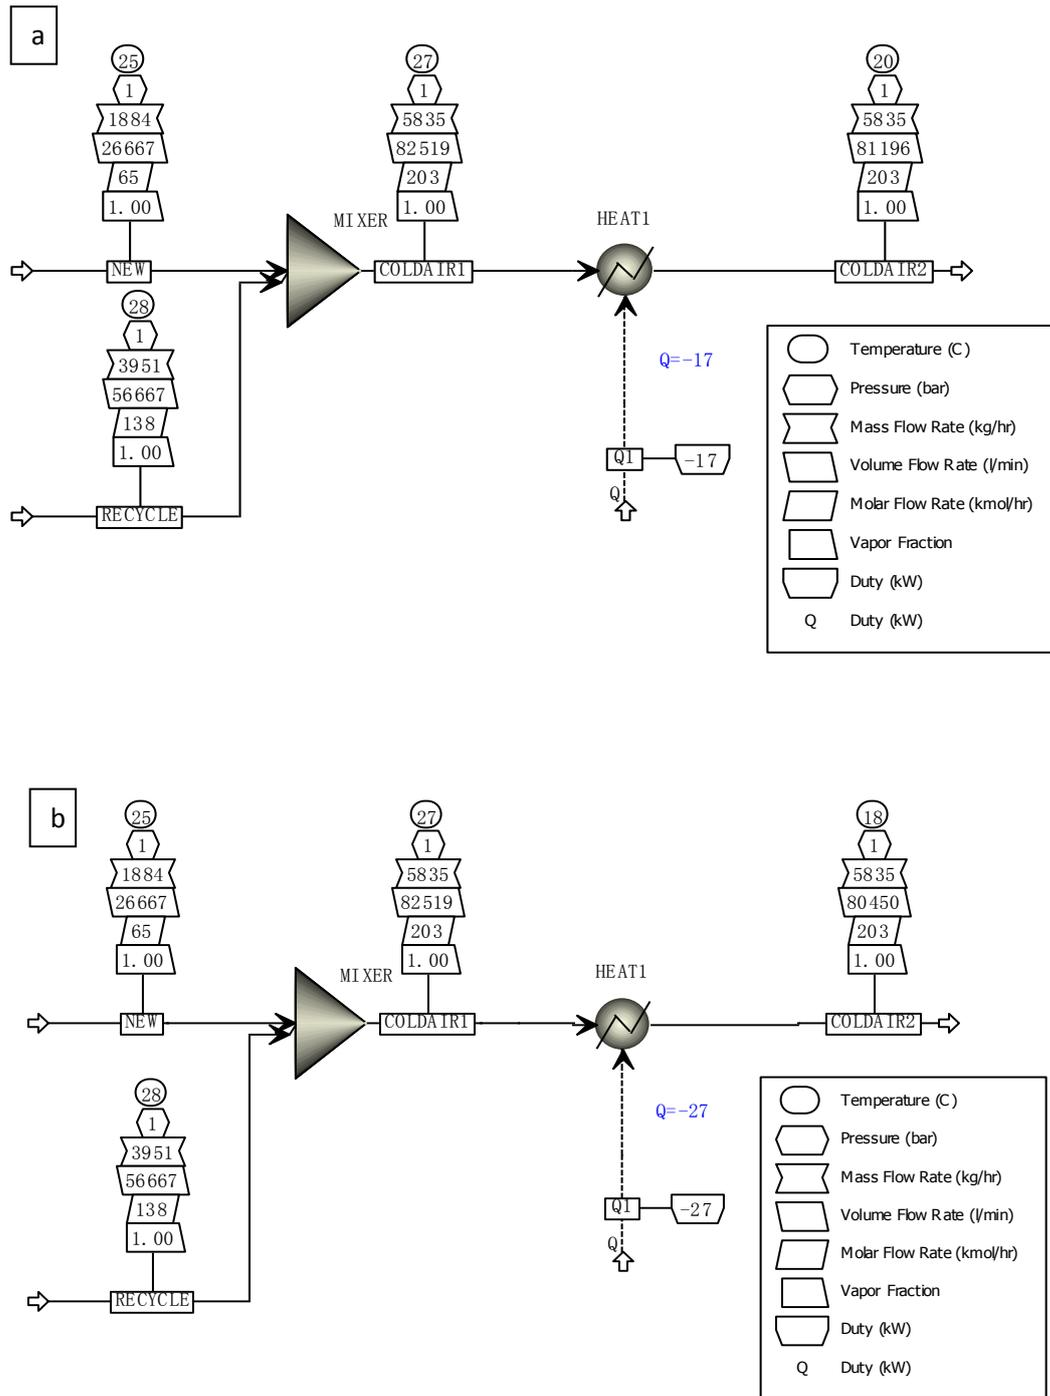 a
25
1
1884
26667
65
1.00
NEW
28
1
3951
56667
138
1.00
RECYCLE
MIXER
27
1
5835
82519
203
1.00
COLDAIR1
HEAT1
Q=-17
Q1
-17
Q
20
1
5835
81196
203
1.00
COLDAIR2
Temperature (C)
Pressure (bar)
Mass Flow Rate (kg/hr)
Volume Flow Rate (l/min)
Molar Flow Rate (kmol/hr)
Vapor Fraction
Duty (kW)
Q Duty (kW)
b
25
1
1884
26667
65
1.00
NEW
28
1
3951
56667
138
1.00
RECYCLE
MIXER
27
1
5835
82519
203
1.00
COLDAIR1
HEAT1
Q=-27
Q1
-27
Q
18
1
5835
80450
203
1.00
COLDAIR2
Temperature (C)
Pressure (bar)
Mass Flow Rate (kg/hr)
Volume Flow Rate (l/min)
Molar Flow Rate (kmol/hr)
Vapor Fraction
Duty (kW)
Q Duty (kW)